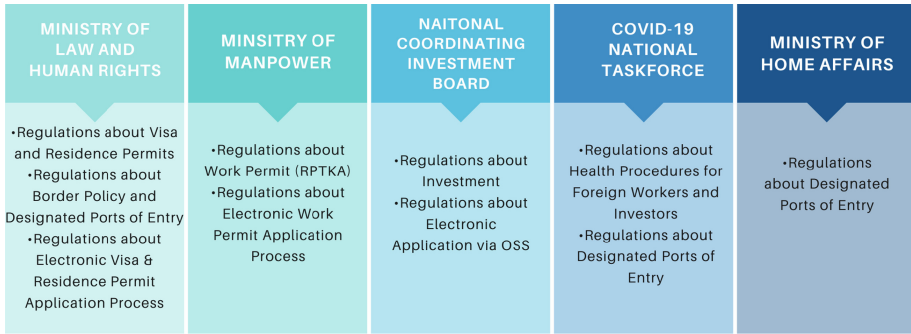 MINISTRY OF
LAW AND
HUMAN RIGHTS
•Regulations about Visa
and Residence Permits
•Regulations about
Border Policy and
Designated Ports of Entry
•Regulations about
Electronic Visa &
Residence Permit
Application Process
MINSITRY OF
MANPOWER
•Regulations about
Work Permit (RPTKA)
•Regulations about
Electronic Work
Permit Application
Process
NAITONAL
COORDINATING
INVESTMENT
BOARD
•Regulations about
Investment
•Regulations about
Electronic
Application via OSS
COVID-19
NATIONAL
TASKFORCE
•Regulations about
Health Procedures for
Foreign Workers and
Investors
•Regulations about
Designated Ports of
Entry
MINISTRY OF
HOME AFFAIRS
•Regulations
about Designated
Ports of Entry